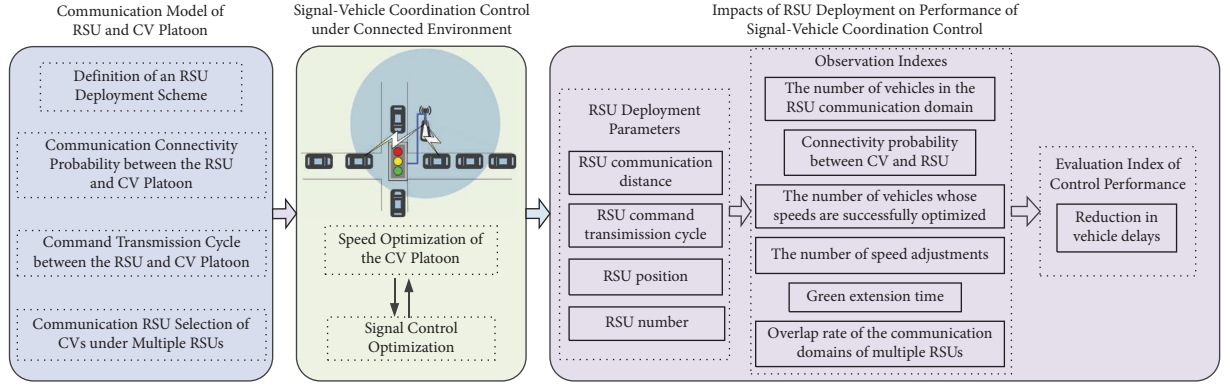 Communication Model of
RSU and CV Platoon
Definition of an RSU
Deployment Scheme
Communication Connectivity
Probability between the RSU
and CV Platoon
Command Transmission Cycle
between the RSU and CV Platoon
Communication RSU Selection of
CVs under Multiple RSUs
Signal-Vehicle Coordination Control
under Connected Environment
Speed Optimization of
the CV Platoon
Signal Control
Optimization
Impacts of RSU Deployment on Performance of
Signal-Vehicle Coordination Control
RSU Deployment
Parameters
RSU communication
distance
RSU command
transimission cycle
RSU position
RSU number
Observation Indexes
The number of vehicles in the
RSU communication domain
Connectivity probability
between CV and RSU
The number of vehicles whose
speeds are successfully optimized
The number of speed adjustments
Green extension time
Overlap rate of the communication
domains of multiple RSUs
Evaluation Index of
Control Performance
Reduction in
vehicle delays